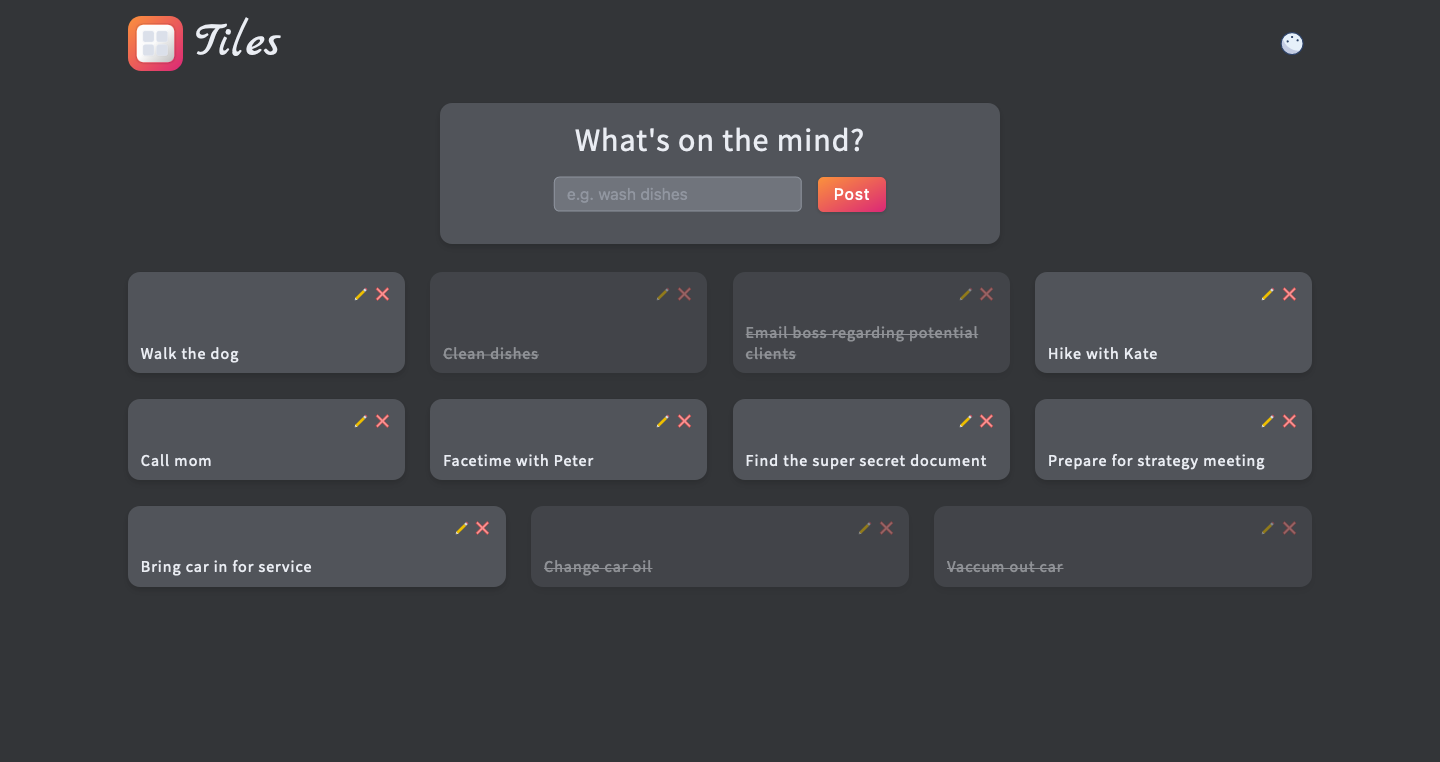 Tiles
What's on the mind?
e.g. wash dishes
Post
Walk the dog
Clean dishes
Email boss regarding potential
clients
Hike with Kate
Call mom
Facetime with Peter
Find the super secret document
Prepare for strategy meeting
Bring car in for service
Change car oil
Vaccum out car